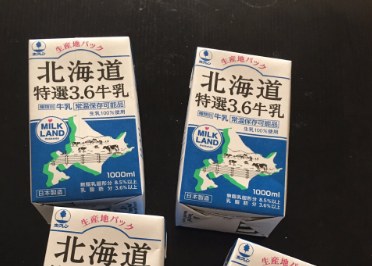 生産地パック
北海道
特選3.6牛乳
種類別 牛乳 常温保存可能品
生乳100%使用
MILK
LAND
1000ml
無脂乳固形分 8.5%以上
乳脂肪分 3.6%以上
日本製造
生産地パック
北海道
特選3.6牛乳
種類別 牛乳 常温保存可能品
生乳100%使用
MILK
LAND
1000ml
無脂乳固形分 8.5%以上
乳脂肪分 3.6%以上
日本製造
生産地パック
北海道